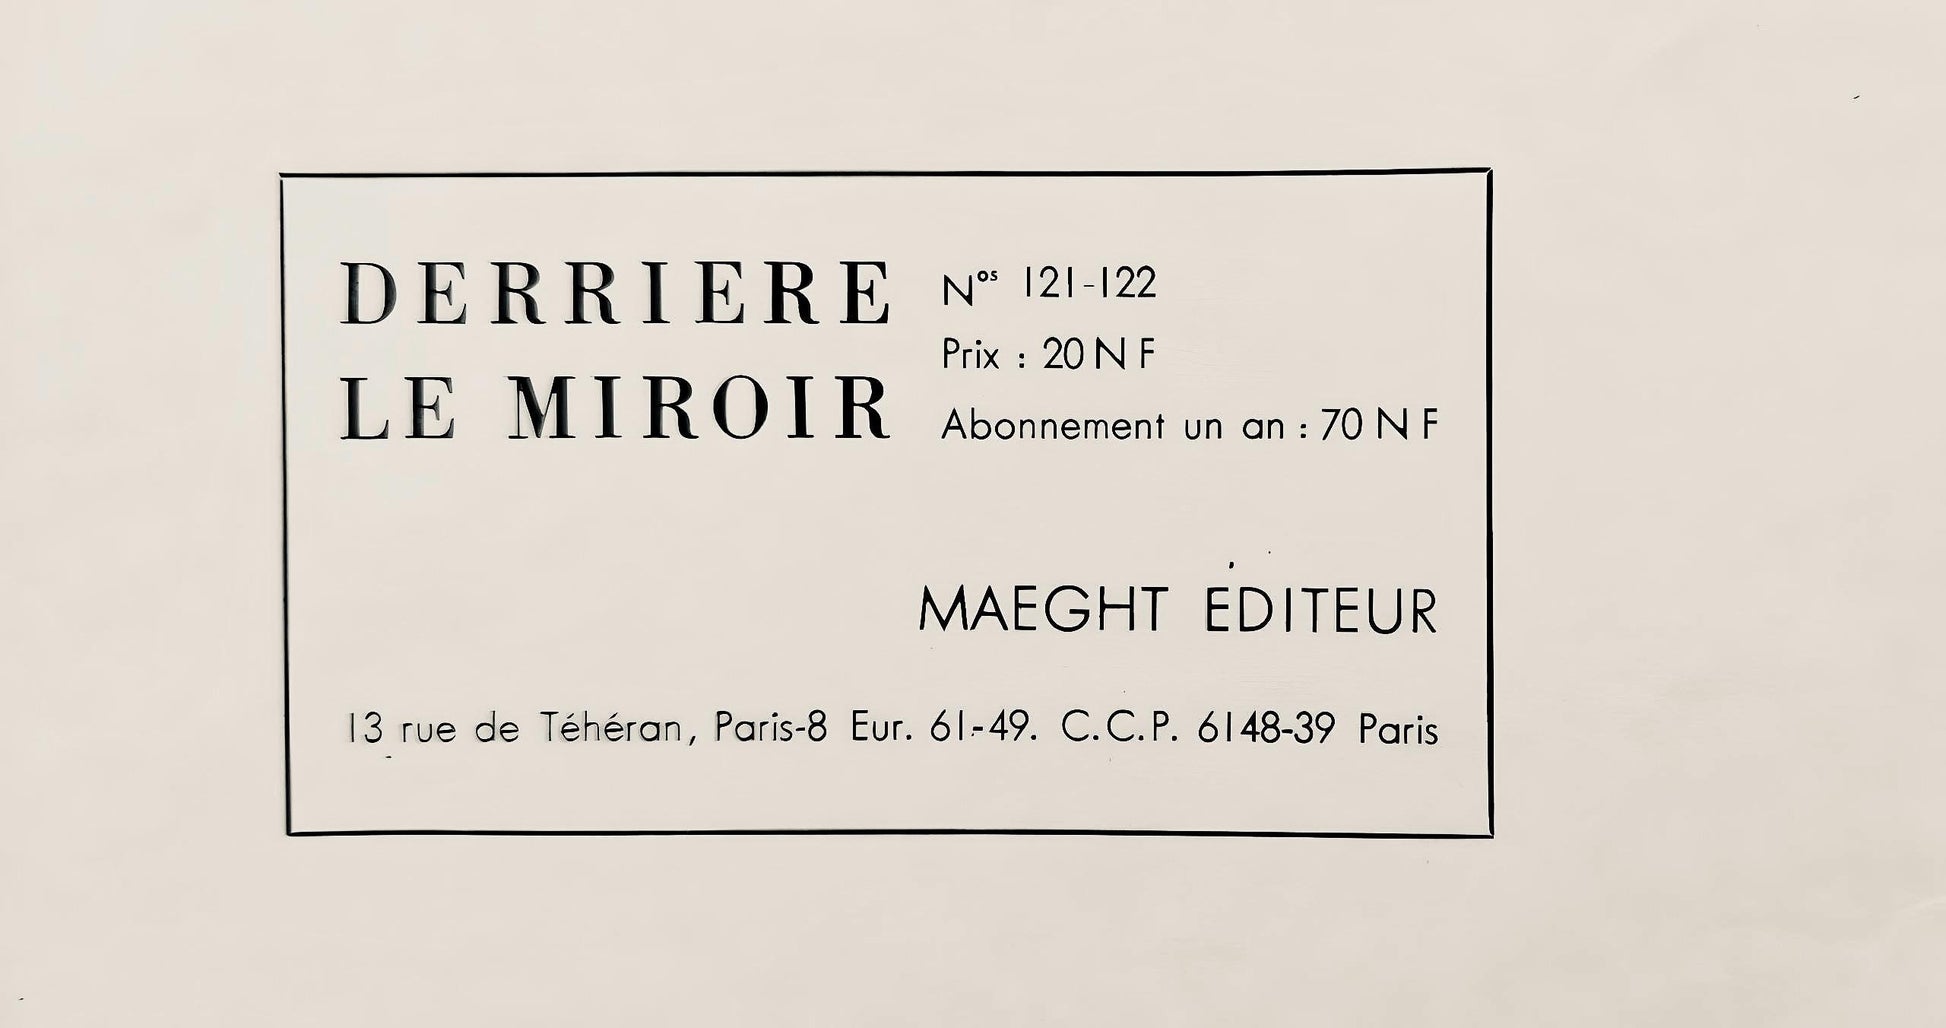 DERRIERE
LE MIROIR
Nos 121-122
Prix : 20 N F
Abonnement un an : 70 N F
MAEGHT ÉDITEUR
13 rue de Téhéran, Paris-8 Eur. 61-49. C.C.P. 6148-39 Paris